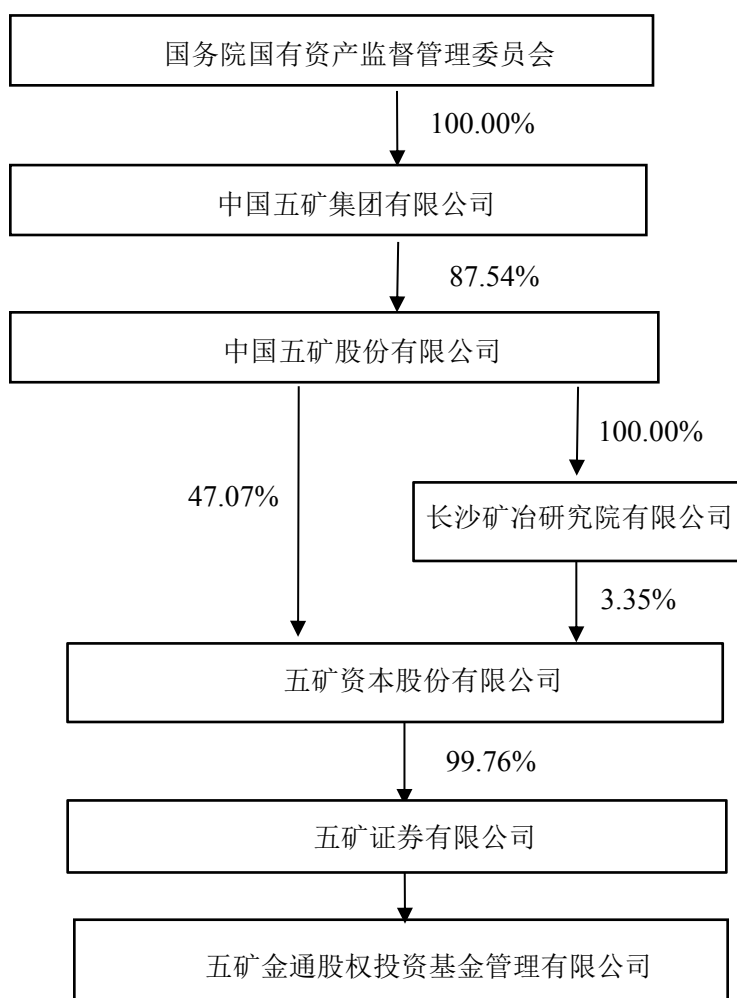 国务院国有资产监督管理委员会
100.00%
中国五矿集团有限公司
87.54%
中国五矿股份有限公司
100.00%
47.07%
长沙矿冶研究院有限公司
3.35%
五矿资本股份有限公司
99.76%
五矿证券有限公司
五矿金通股权投资基金管理有限公司